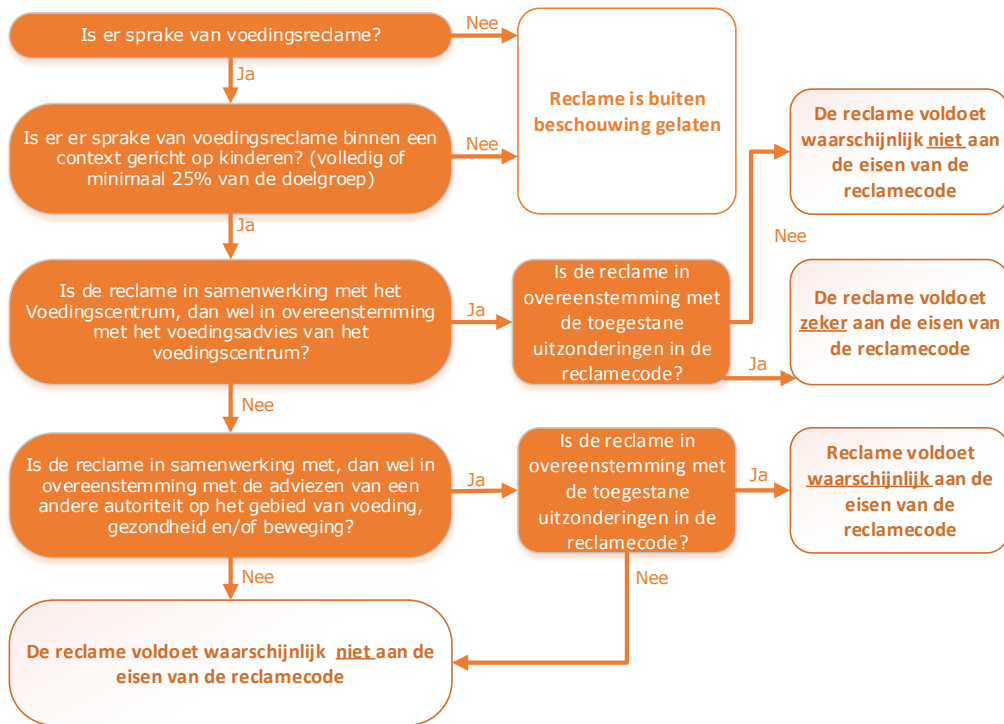 Is er sprake van voedingsreclame?
Nee
Ja
Reclame is buiten
beschouwing gelaten
Is er er sprake van voedingsreclame binnen een
context gericht op kinderen? (volledig of
minimaal 25% van de doelgroep)
Nee
Ja
De reclame voldoet
waarschijnlijk niet aan
de eisen van de
reclamecode
Is de reclame in samenwerking met het
Voedingscentrum, dan wel in overeenstemming
met het voedingsadvies van het
voedingscentrum?
Ja
Nee
Is de reclame in
overeenstemming met
de toegestane
uitzonderingen in de
reclamecode?
Nee
Ja
De reclame voldoet
zeker aan de eisen van
de reclamecode
Is de reclame in samenwerking met, dan wel in
overeenstemming met de adviezen van een
andere autoriteit op het gebied van voeding,
gezondheid en/of beweging?
Ja
Nee
Is de reclame in
overeenstemming met
de toegestane
uitzonderingen in de
reclamecode?
Ja
Nee
Reclame voldoet
waarschijnlijk aan de
eisen van de
reclamecode
De reclame voldoet waarschijnlijk niet aan de
eisen van de reclamecode